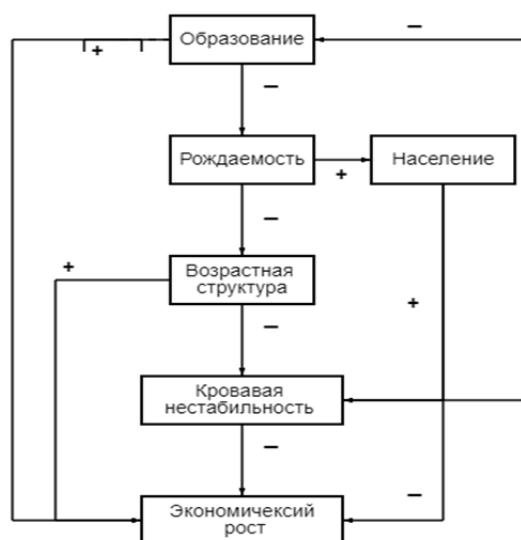 Образование
−
+
−
Рождаемость
+
Население
−
Возрастная
структура
+
+
−
Кровавая
нестабильность
−
−
Экономичексий
рост